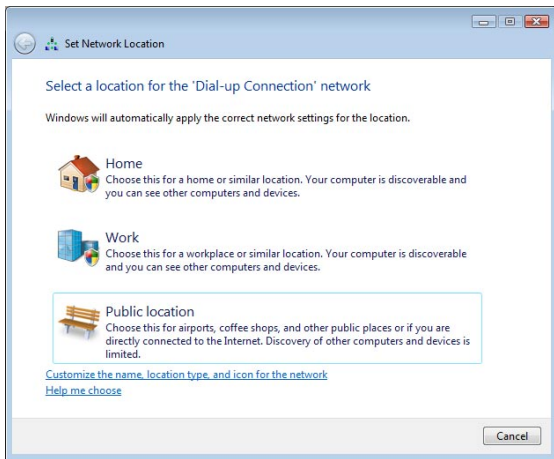 Set Network Location
Select a location for the 'Dial-up Connection' network
Windows will automatically apply the correct network settings for the location.
Home
Choose this for a home or similar location. Your computer is discoverable and
you can see other computers and devices.
Work
Choose this for a workplace or similar location. Your computer is discoverable
and you can see other computers and devices.
Public location
Choose this for airports, coffee shops, and other public places or if you are
directly connected to the Internet. Discovery of other computers and devices is
limited.
Customize the name, location type, and icon for the network
Help me choose
Cancel